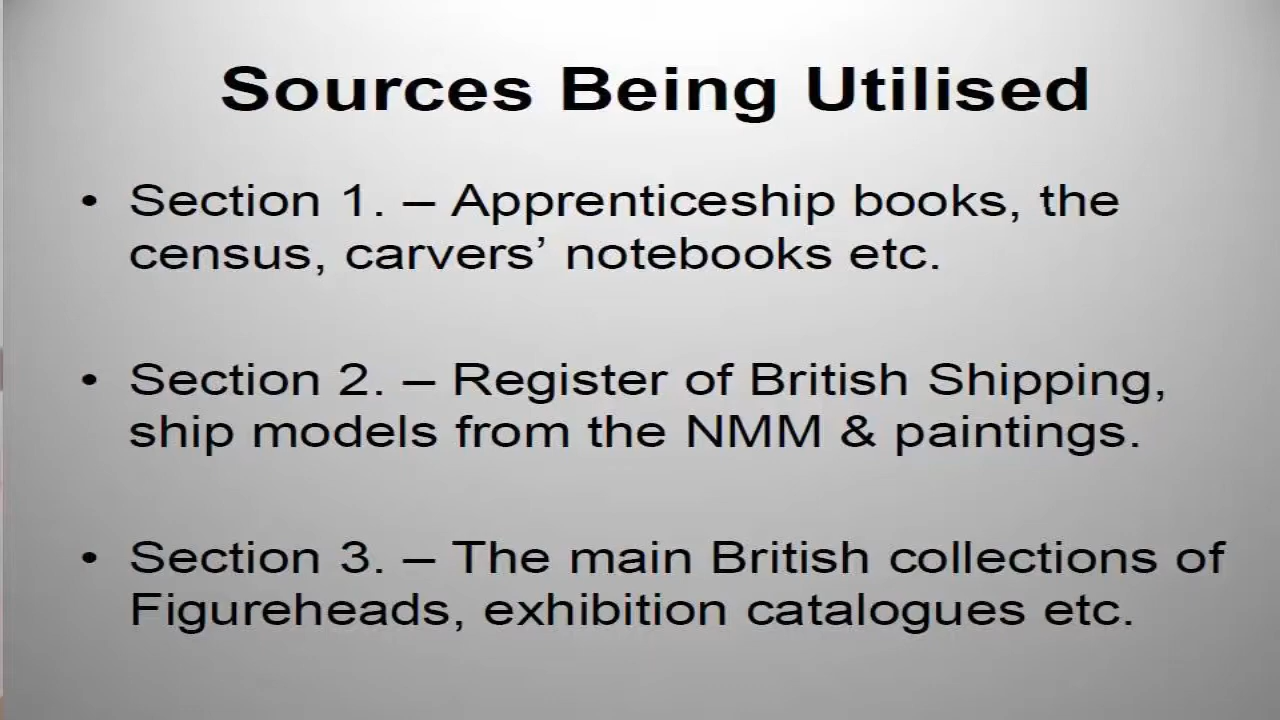 Sources Being Utilised
• Section 1. – Apprenticeship books, the
census, carvers’ notebooks etc.
• Section 2. – Register of British Shipping,
ship models from the NMM & paintings.
• Section 3. – The main British collections of
Figureheads, exhibition catalogues etc.